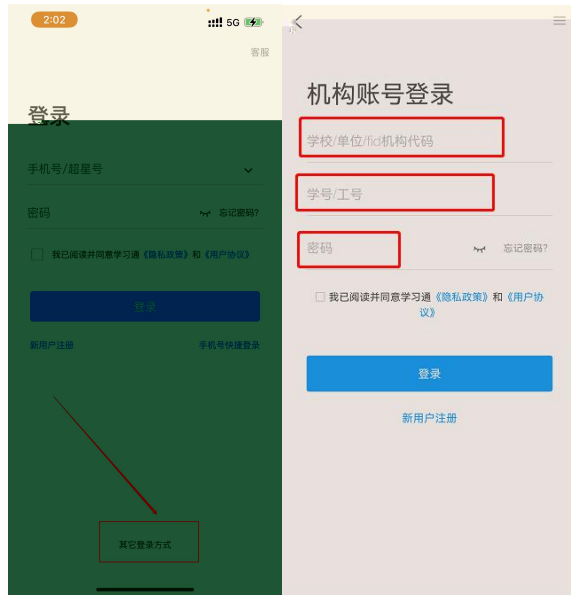 2:02
5G
客服
登录
手机号/超星号
密码
忘记密码?
我已阅读并同意学习通《隐私政策》和《用户协议》
登录
新用户注册
手机号快捷登录
其它登录方式
机构账号登录
学校/单位/fid机构代码
学号/工号
密码
忘记密码?
我已阅读并同意学习通《隐私政策》和《用户协
议》
登录
新用户注册